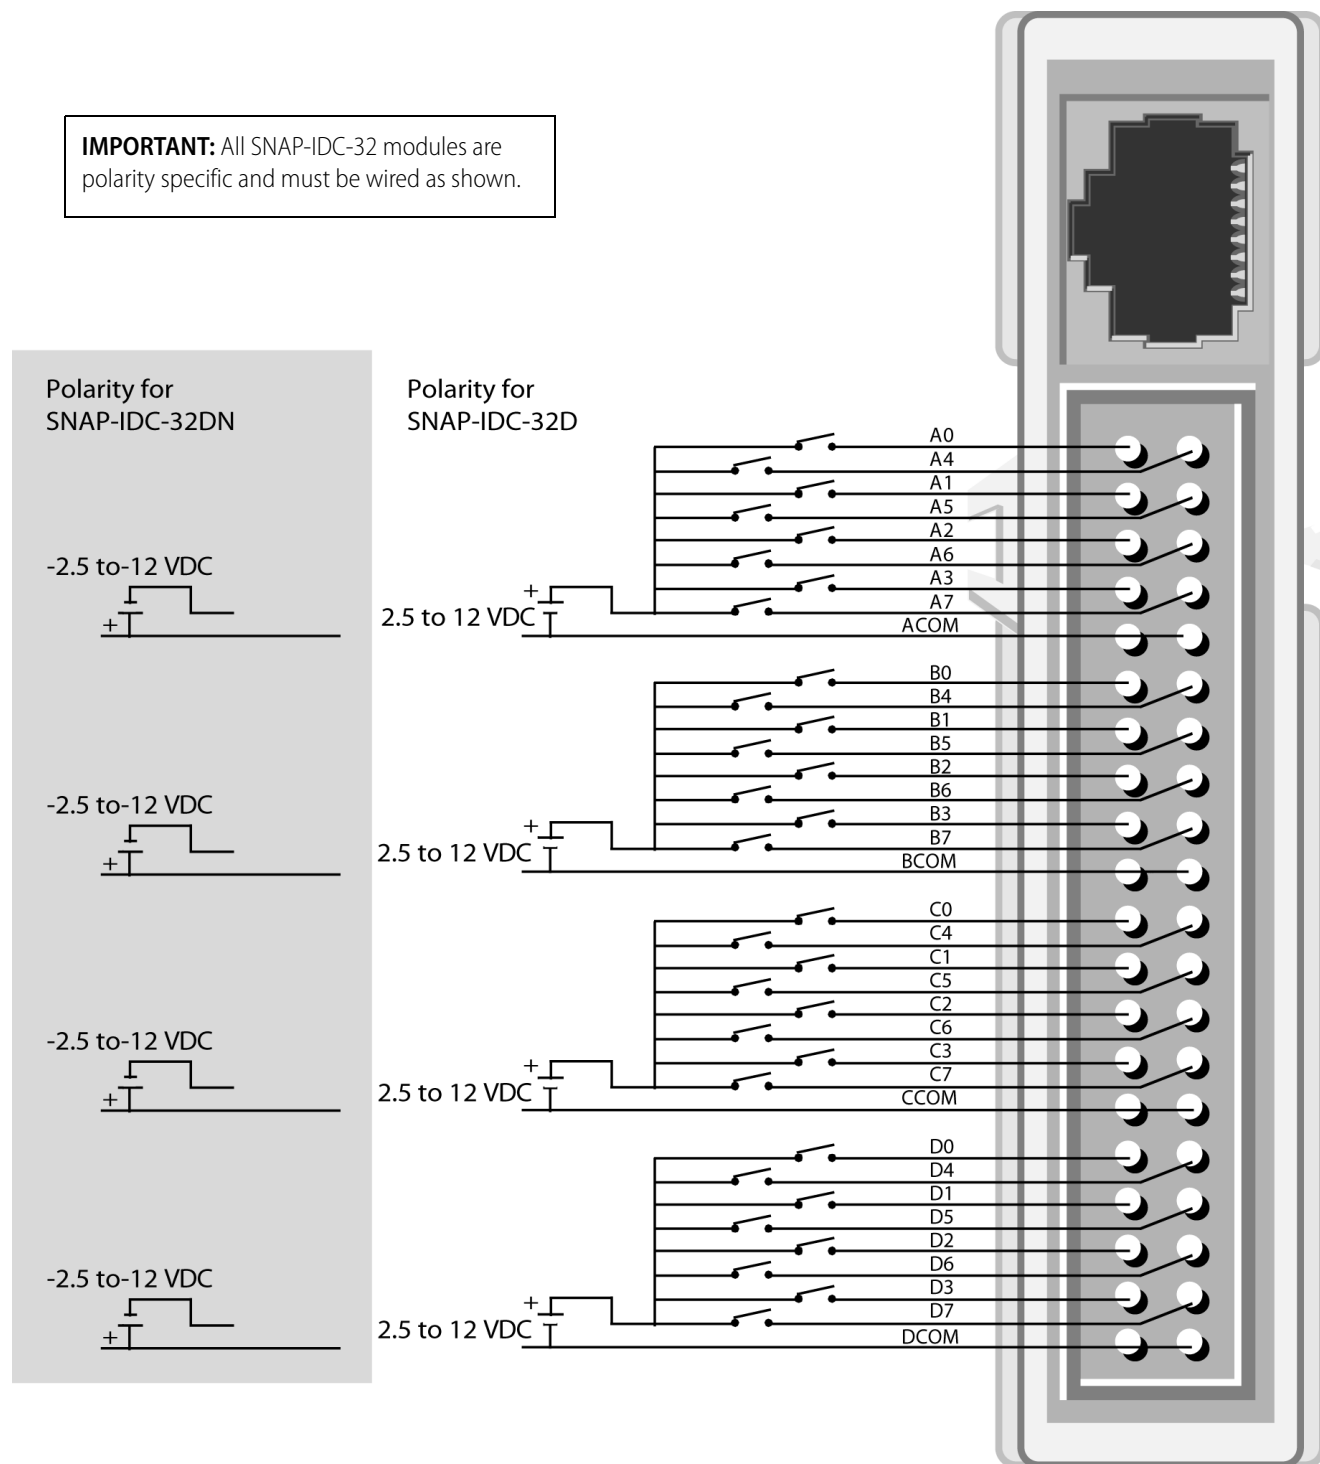 IMPORTANT: All SNAP-IDC-32 modules are
polarity specific and must be wired as shown.
Polarity for
SNAP-IDC-32DN
Polarity for
SNAP-IDC-32D
A0
A4
A1
A5
A2
A6
A3
A7
ACOM
-2.5 to-12 VDC
+
+
2.5 to 12 VDC
B0
B4
B1
B5
B2
B6
B3
B7
BCOM
-2.5 to-12 VDC
+
+
2.5 to 12 VDC
C0
C4
C1
C5
C2
C6
C3
C7
CCOM
-2.5 to-12 VDC
+
+
2.5 to 12 VDC
D0
D4
D1
D5
D2
D6
D3
D7
DCOM
-2.5 to-12 VDC
+
+
2.5 to 12 VDC